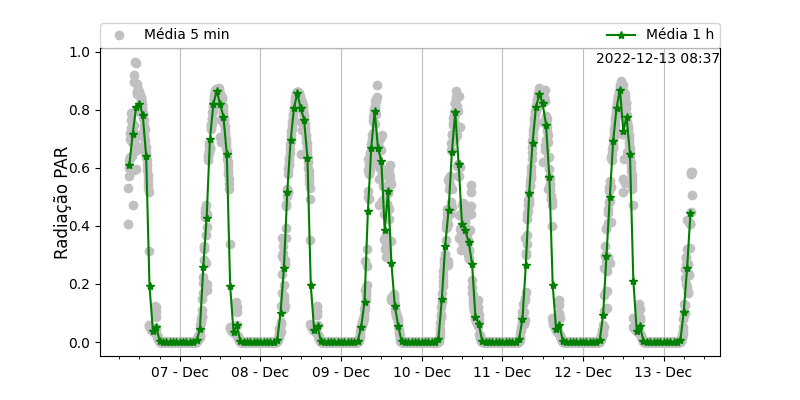 Média 5 min
Média 1 h
2022-12-13 08:37
Radiação PAR
1.0
0.8
0.6
0.4
0.2
0.0
07 - Dec
08 - Dec
09 - Dec
10 - Dec
11 - Dec
12 - Dec
13 - Dec